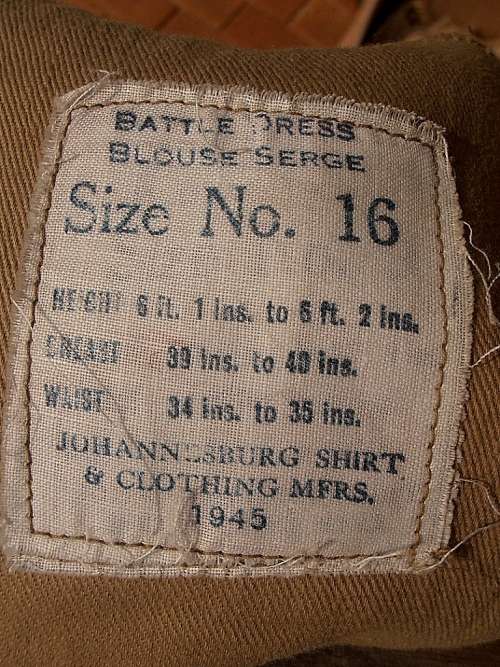 BATTLE DRESS
BLOUSE SERGE
Size No. 16
HEIGHT 6 ft. 1 ins. to 6 ft. 2 ins.
BREAST 39 ins. to 40 ins.
WAIST 34 ins. to 35 ins.
JOHANNESBURG SHIRT
& CLOTHING MFRS.
1945